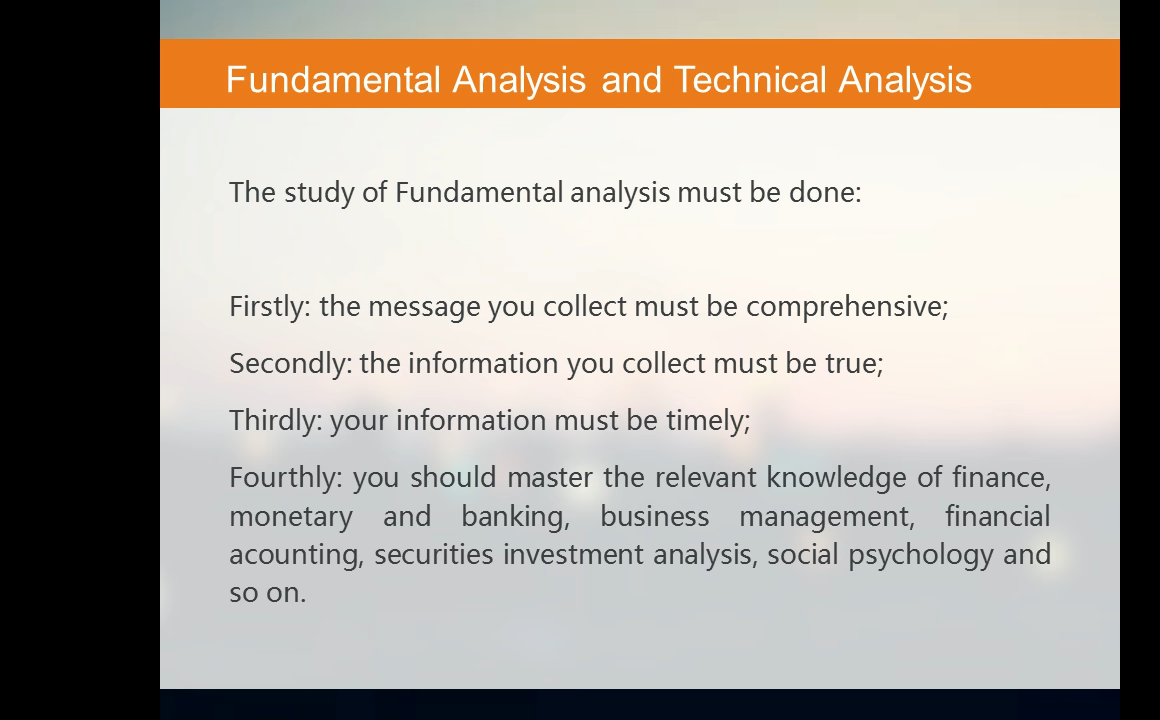 Fundamental Analysis and Technical Analysis
The study of Fundamental analysis must be done:
Firstly: the message you collect must be comprehensive;
Secondly: the information you collect must be true;
Thirdly: your information must be timely;
Fourthly: you should master the relevant knowledge of finance,
monetary and banking, business management, financial
acounting, securities investment analysis, social psychology and
so on.